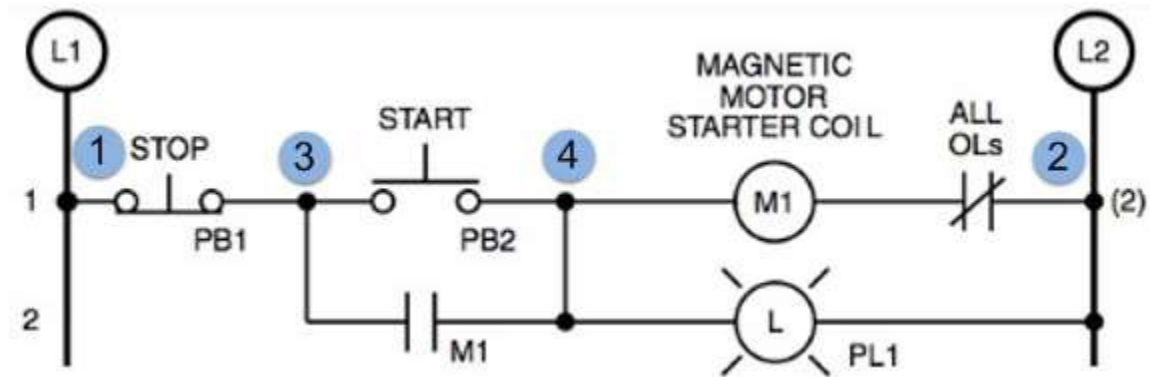 L1
L2
MAGNETIC
MOTOR
STARTER COIL
START
ALL
OLs
1 STOP
3
4
2
1
M1
(2)
PB1
PB2
2
M1
L
PL1